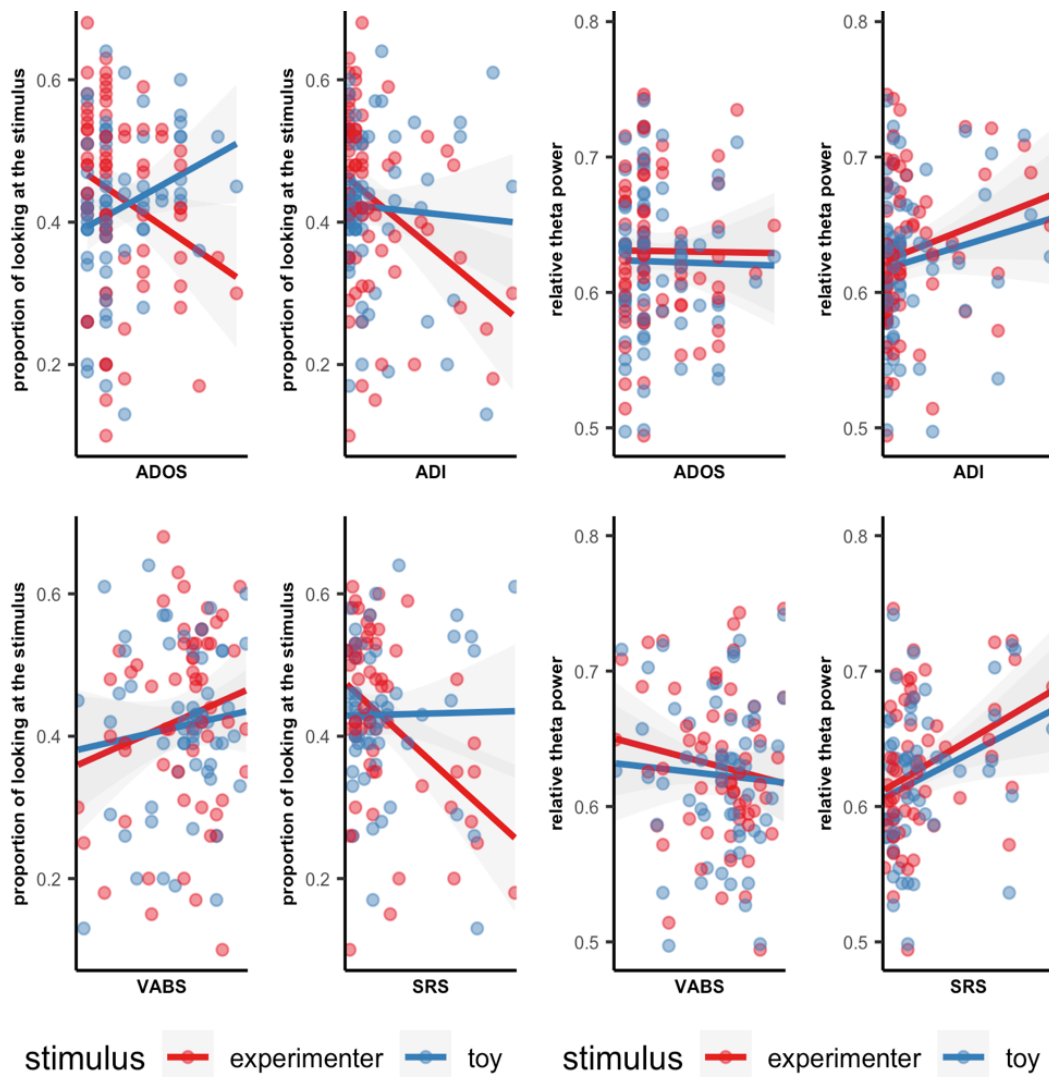 proportion of looking at the stimulus
0.6
0.4
0.2
ADOS
proportion of looking at the stimulus
0.6
0.4
0.2
ADI
relative theta power
0.8
0.7
0.6
0.5
ADOS
relative theta power
0.8
0.7
0.6
0.5
ADI
proportion of looking at the stimulus
0.6
0.4
0.2
VABS
proportion of looking at the stimulus
0.6
0.4
0.2
SRS
relative theta power
0.8
0.7
0.6
0.5
VABS
relative theta power
0.8
0.7
0.6
0.5
SRS
stimulus experimenter toy
stimulus experimenter toy